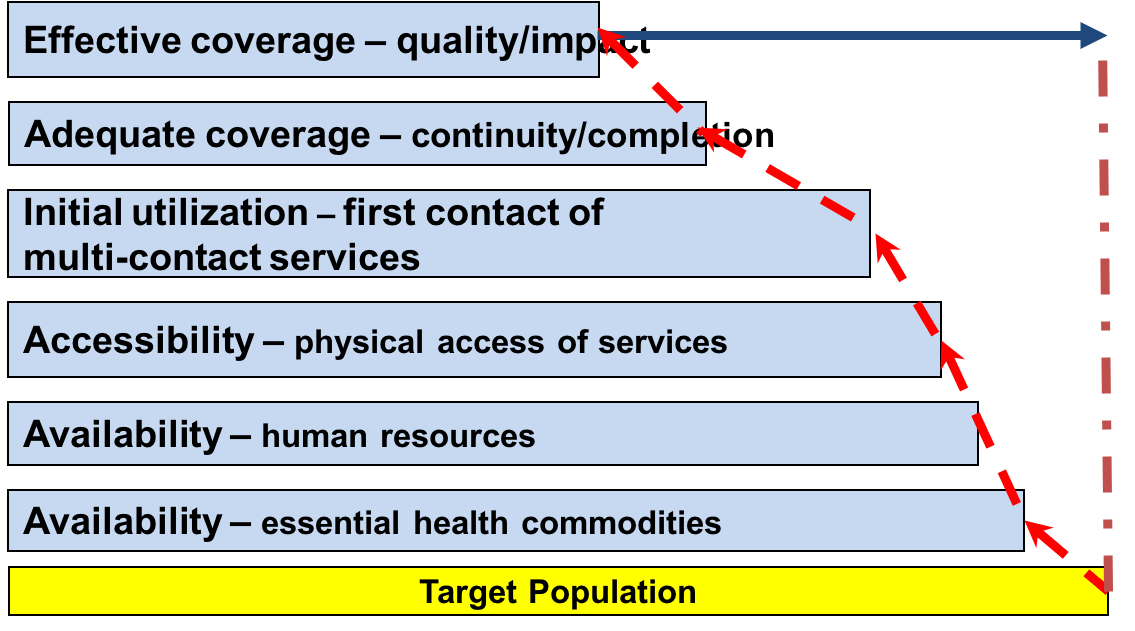 Effective coverage – quality/impact
Adequate coverage – continuity/completion
Initial utilization – first contact of
multi-contact services
Accessibility – physical access of services
Availability – human resources
Availability – essential health commodities
Target Population